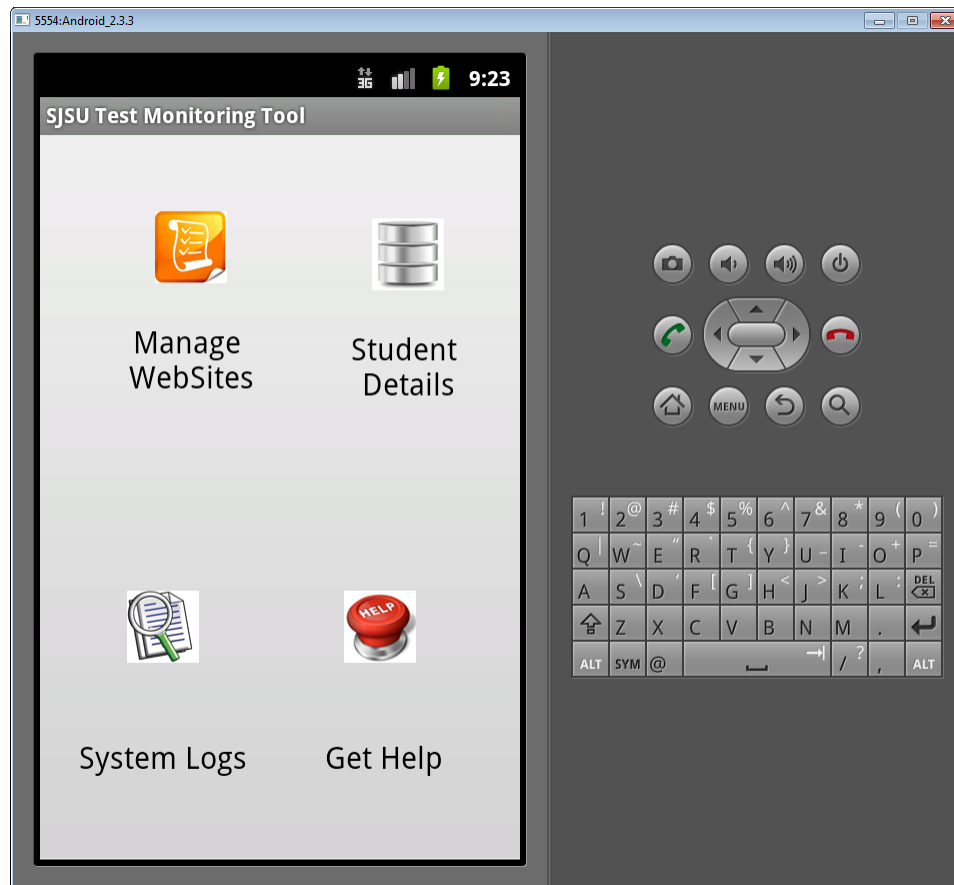 5554:Android_2.3.3
3G 9:23
SJSU Test Monitoring Tool
Manage
WebSites
Student
Details
HELP
System Logs
Get Help
MENU
1 ! 2 @ 3 # 4 $ 5 % 6 ^ 7 & 8 * 9 ( 0 )
Q | W ~ E " R ` T { Y } U _ I - O + P =
A S \ D ' F [ G ] H < J > K ; L : DEL
Z X C V B N M .
ALT SYM @ / ? , ALT